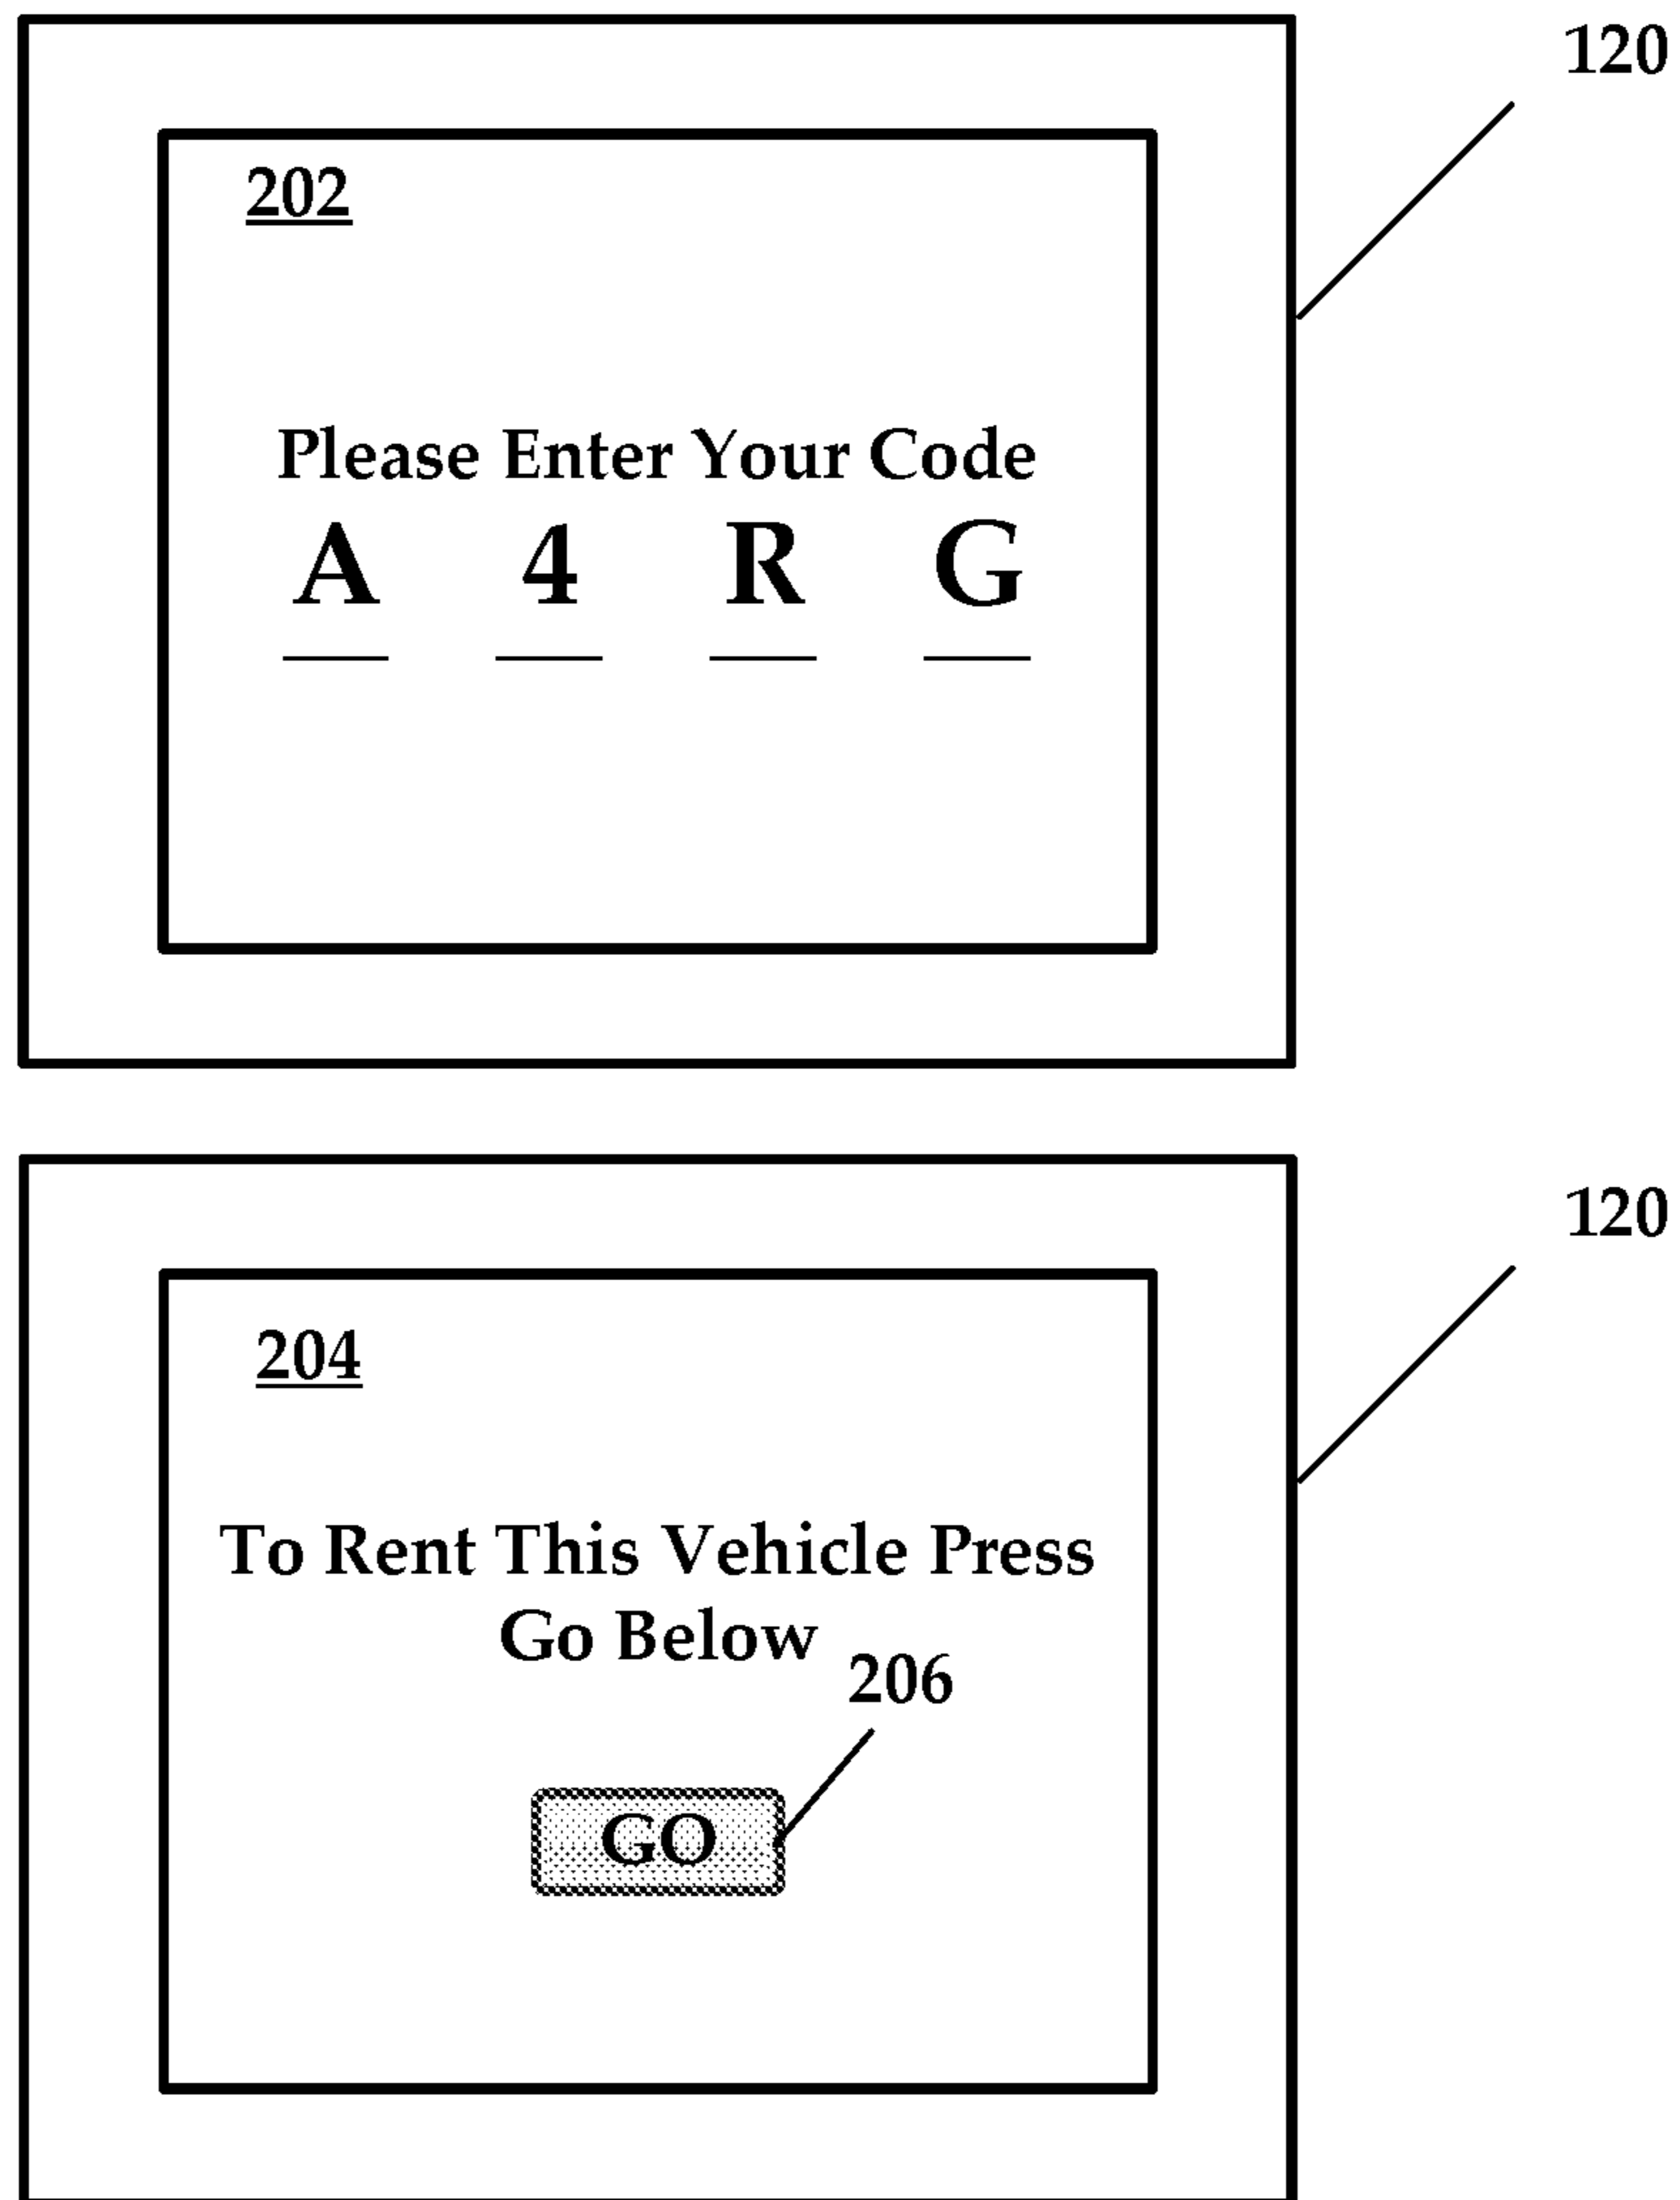 120
202
Please Enter Your Code
A 4 R G
120
204
To Rent This Vehicle Press
Go Below
206
GO